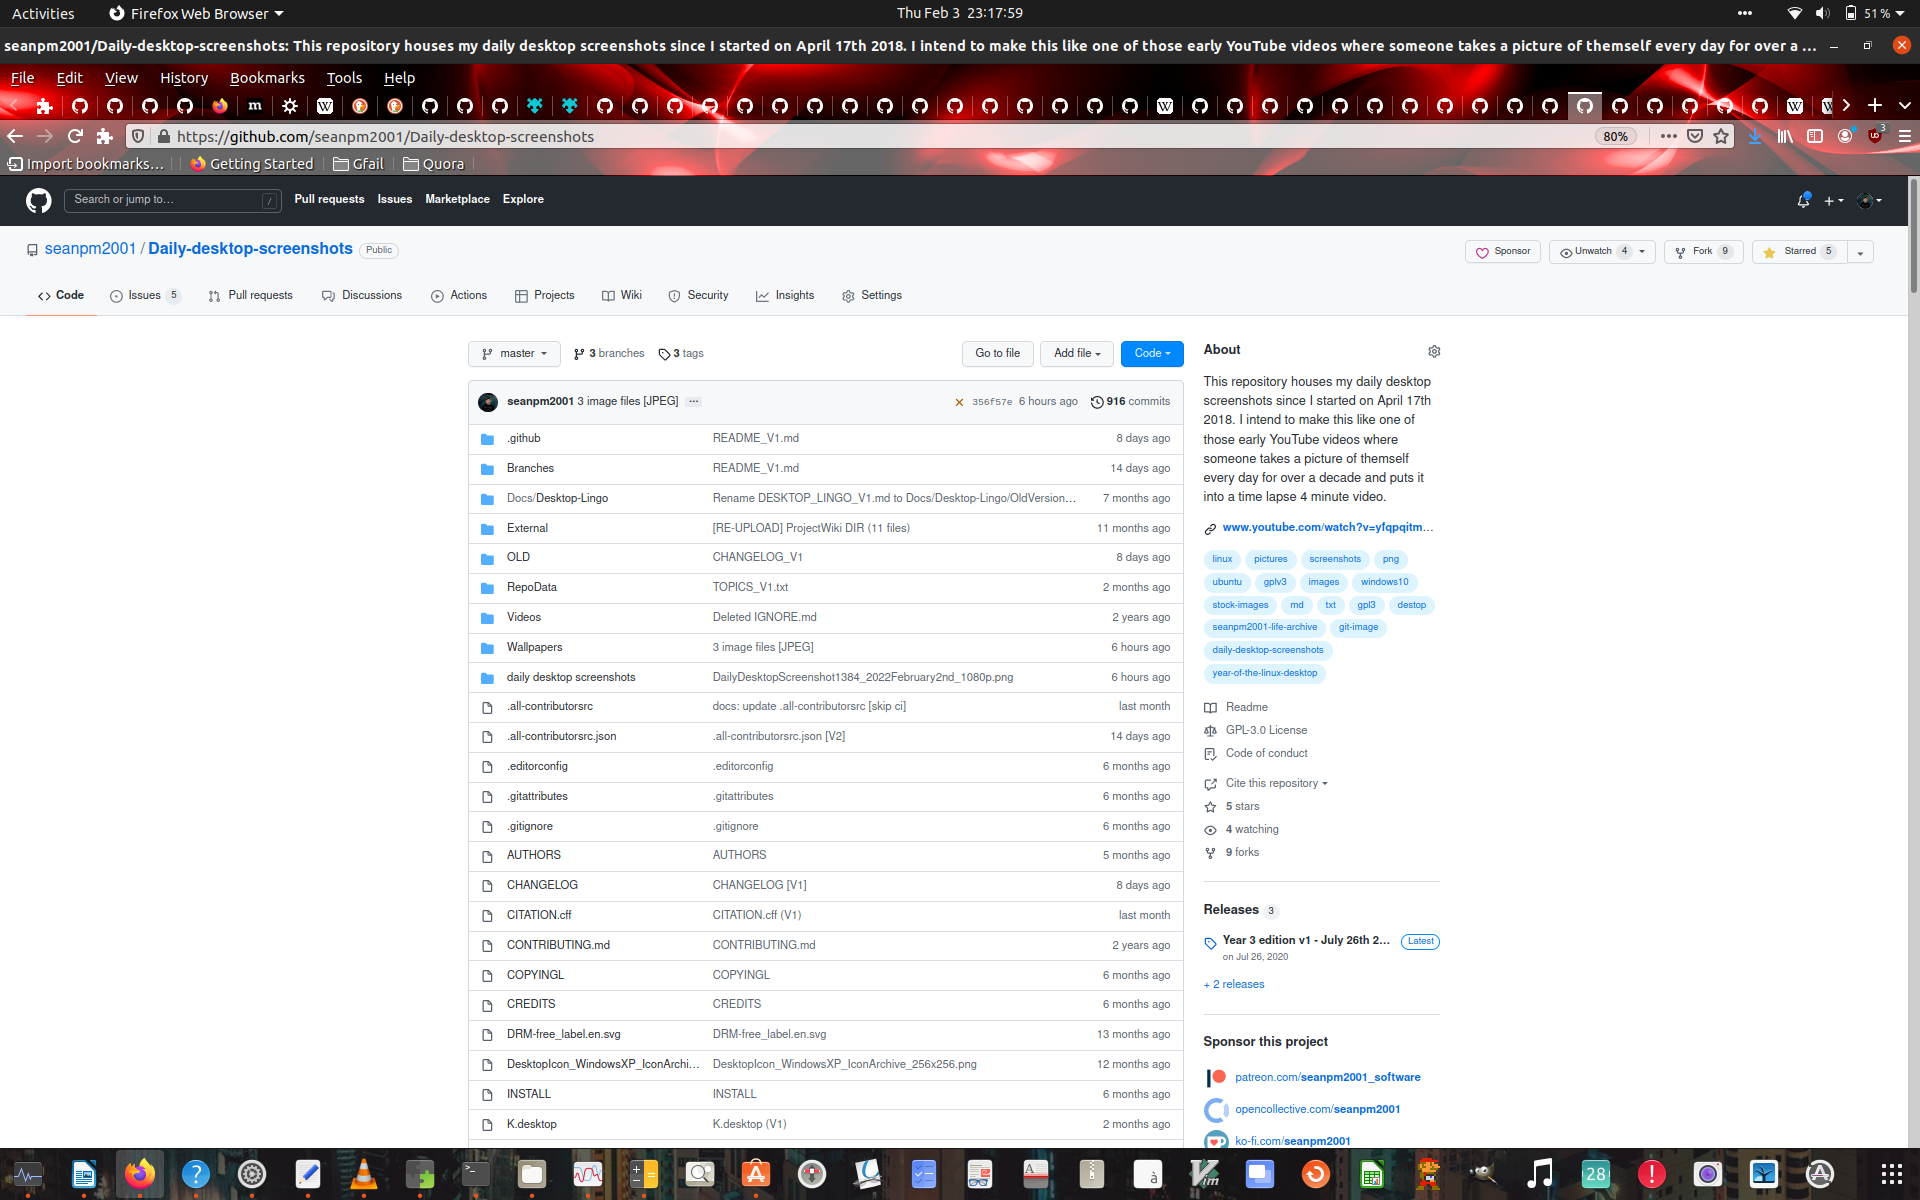 Activities Firefox Web Browser Thu Feb 3 23:17:59 51%
seanpm2001/Daily-desktop-screenshots: This repository houses my daily desktop screenshots since I started on April 17th 2018. I intend to make this like one of those early YouTube videos where someone takes a picture of themself every day for over a …
File Edit View History Bookmarks Tools Help
https://github.com/seanpm2001/Daily-desktop-screenshots 80% 3
Import bookmarks… Getting Started Gfail Quora
Search or jump to… / Pull requests Issues Marketplace Explore
seanpm2001 / Daily-desktop-screenshots Public Sponsor Unwatch 4 Fork 9 Starred 5
Code Issues 5 Pull requests Discussions Actions Projects Wiki Security Insights Settings
master 3 branches 3 tags Go to file Add file Code
seanpm2001 3 image files [JPEG] … 356f57e 6 hours ago 916 commits
.github README_V1.md 8 days ago
Branches README_V1.md 14 days ago
Docs/Desktop-Lingo Rename DESKTOP_LINGO_V1.md to Docs/Desktop-Lingo/OldVersion… 7 months ago
External [RE-UPLOAD] ProjectWiki DIR (11 files) 11 months ago
OLD CHANGELOG_V1 8 days ago
RepoData TOPICS_V1.txt 2 months ago
Videos Deleted IGNORE.md 2 years ago
Wallpapers 3 image files [JPEG] 6 hours ago
daily desktop screenshots DailyDesktopScreenshot1384_2022February2nd_1080p.png 6 hours ago
.all-contributorsrc docs: update .all-contributorsrc [skip ci] last month
.all-contributorsrc.json .all-contributorsrc.json [V2] 14 days ago
.editorconfig .editorconfig 6 months ago
.gitattributes .gitattributes 6 months ago
.gitignore .gitignore 6 months ago
AUTHORS AUTHORS 5 months ago
CHANGELOG CHANGELOG [V1] 8 days ago
CITATION.cff CITATION.cff (V1) last month
CONTRIBUTING.md CONTRIBUTING.md 2 years ago
COPYINGL COPYINGL 6 months ago
CREDITS CREDITS 6 months ago
DRM-free_label.en.svg DRM-free_label.en.svg 13 months ago
DesktopIcon_WindowsXP_IconArchi… DesktopIcon_WindowsXP_IconArchive_256x256.png 12 months ago
INSTALL INSTALL 6 months ago
K.desktop K.desktop (V1) 2 months ago
About
This repository houses my daily desktop
screenshots since I started on April 17th
2018. I intend to make this like one of
those early YouTube videos where
someone takes a picture of themself
every day for over a decade and puts it
into a time lapse 4 minute video.
www.youtube.com/watch?v=yfqpqitm…
linux pictures screenshots png
ubuntu gplv3 images windows10
stock-images md txt gpl3 destop
seanpm2001-life-archive git-image
daily-desktop-screenshots
year-of-the-linux-desktop
Readme
GPL-3.0 License
Code of conduct
Cite this repository
5 stars
4 watching
9 forks
Releases 3
Year 3 edition v1 - July 26th 2… Latest
on Jul 26, 2020
+ 2 releases
Sponsor this project
patreon.com/seanpm2001_software
opencollective.com/seanpm2001
ko-fi.com/seanpm2001
28